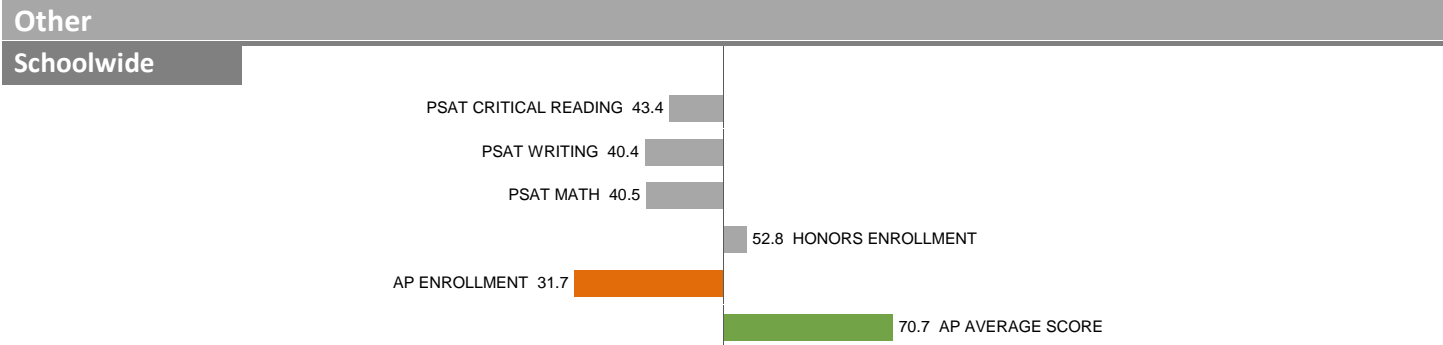 Other
Schoolwide
PSAT CRITICAL READING 43.4
PSAT WRITING 40.4
PSAT MATH 40.5
52.8 HONORS ENROLLMENT
AP ENROLLMENT 31.7
70.7 AP AVERAGE SCORE